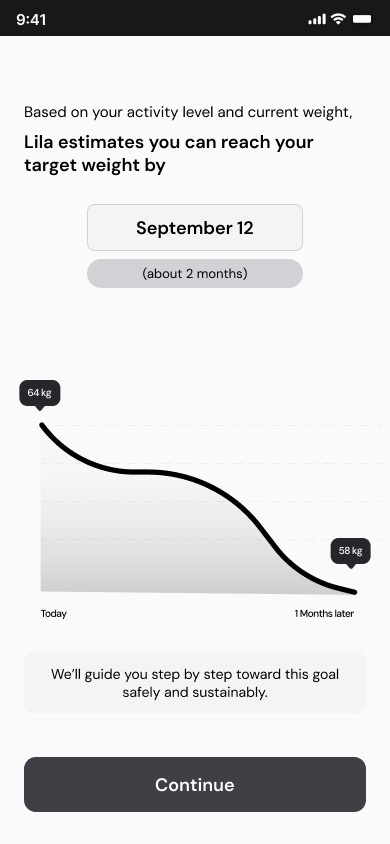 9:41
Based on your activity level and current weight,
Lila estimates you can reach your
target weight by
September 12
(about 2 months)
64 kg
58 kg
Today
1 Months later
We’ll guide you step by step toward this goal
safely and sustainably.
Continue